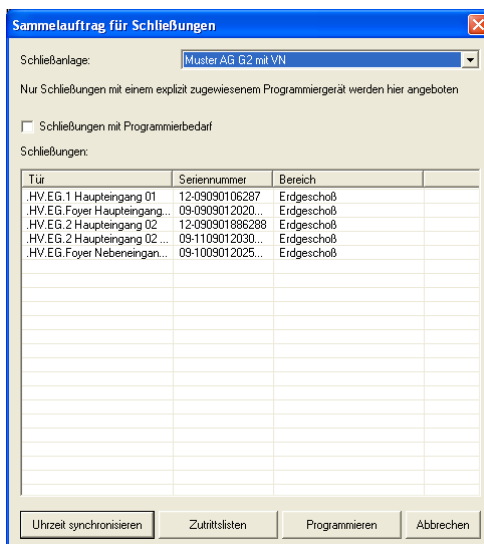 Sammelauftrag für Schließungen
Schließanlage: Muster AG G2 mit VN
Nur Schließungen mit einem explizit zugewiesenem Programmiergerät werden hier angeboten
Schließungen mit Programmierbedarf
Schließungen:
Tür Seriennummer Bereich
.HV.EG.1 Haupteingang 01 12-09090106287 Erdgeschoß
.HV.EG.Foyer Haupteingang... 09-0909012020... Erdgeschoß
.HV.EG.2 Haupteingang 02 12-090901886288 Erdgeschoß
.HV.EG.2 Haupteingang 02 ... 09-1109012030... Erdgeschoß
.HV.EG.Foyer Nebeneingan... 09-1009012025... Erdgeschoß
Uhrzeit synchronisieren Zutrittslisten Programmieren Abbrechen